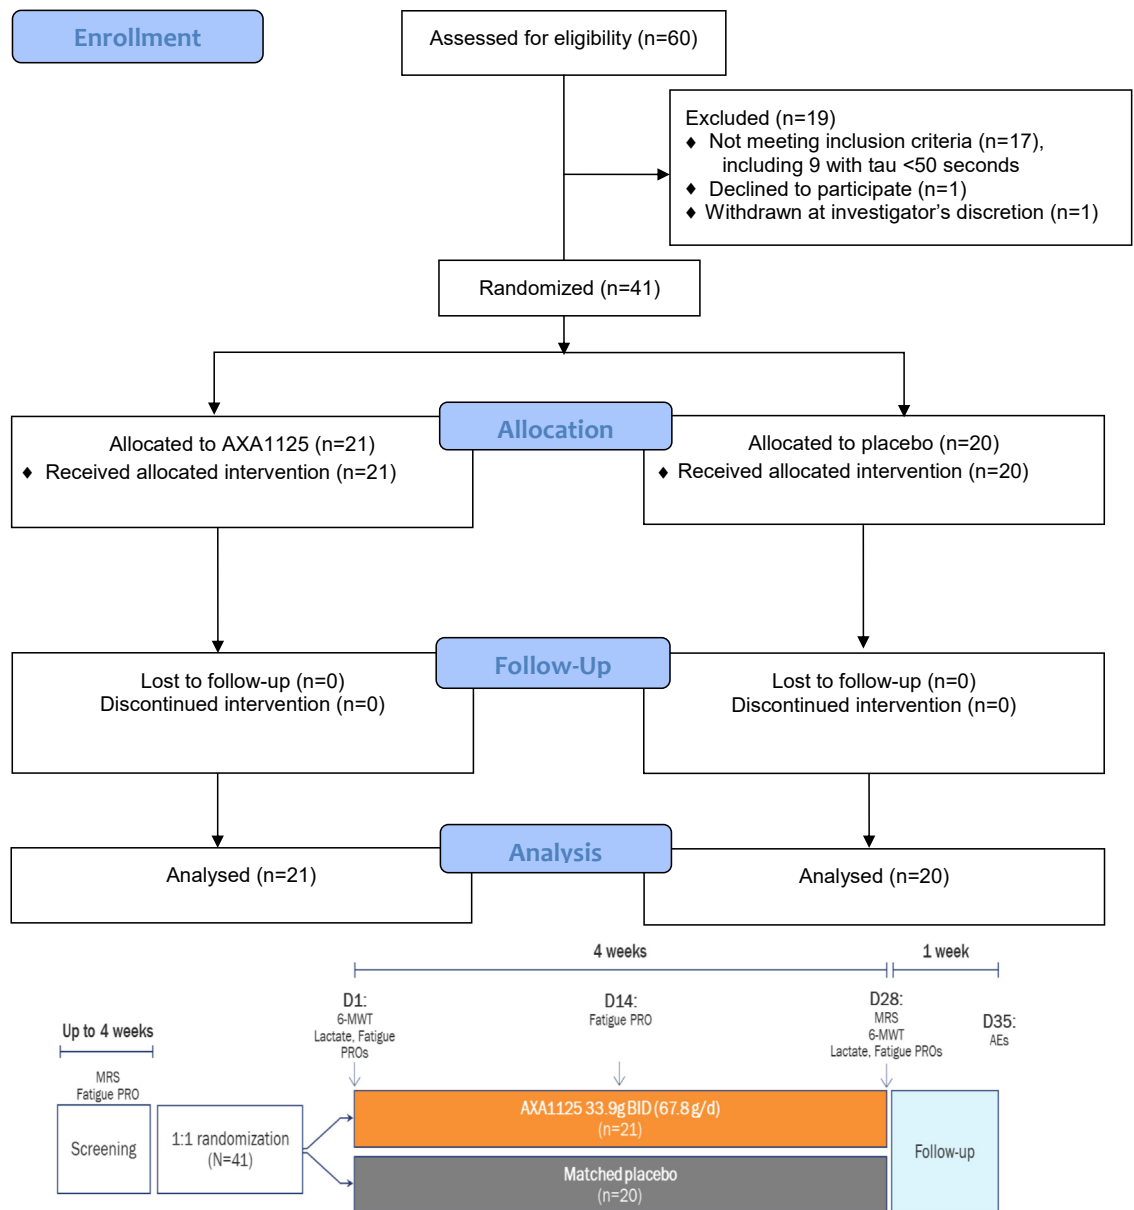 Enrollment
Assessed for eligibility (n=60)
Excluded (n=19)
♦ Not meeting inclusion criteria (n=17),
including 9 with tau <50 seconds
♦ Declined to participate (n=1)
♦ Withdrawn at investigator’s discretion (n=1)
Randomized (n=41)
Allocation
Allocated to AXA1125 (n=21)
♦ Received allocated intervention (n=21)
Allocated to placebo (n=20)
♦ Received allocated intervention (n=20)
Follow-Up
Lost to follow-up (n=0)
Discontinued intervention (n=0)
Lost to follow-up (n=0)
Discontinued intervention (n=0)
Analysis
Analysed (n=21)
Analysed (n=20)
4 weeks
1 week
Up to 4 weeks
MRS
Fatigue PRO
D1:
6-MWT
Lactate, Fatigue
PROs
D14:
Fatigue PRO
D28:
MRS
6-MWT
Lactate, Fatigue PROs
D35:
AEs
Screening
1:1 randomization
(N=41)
AXA1125 33.9g BID (67.8 g/d)
(n=21)
Matched placebo
(n=20)
Follow-up